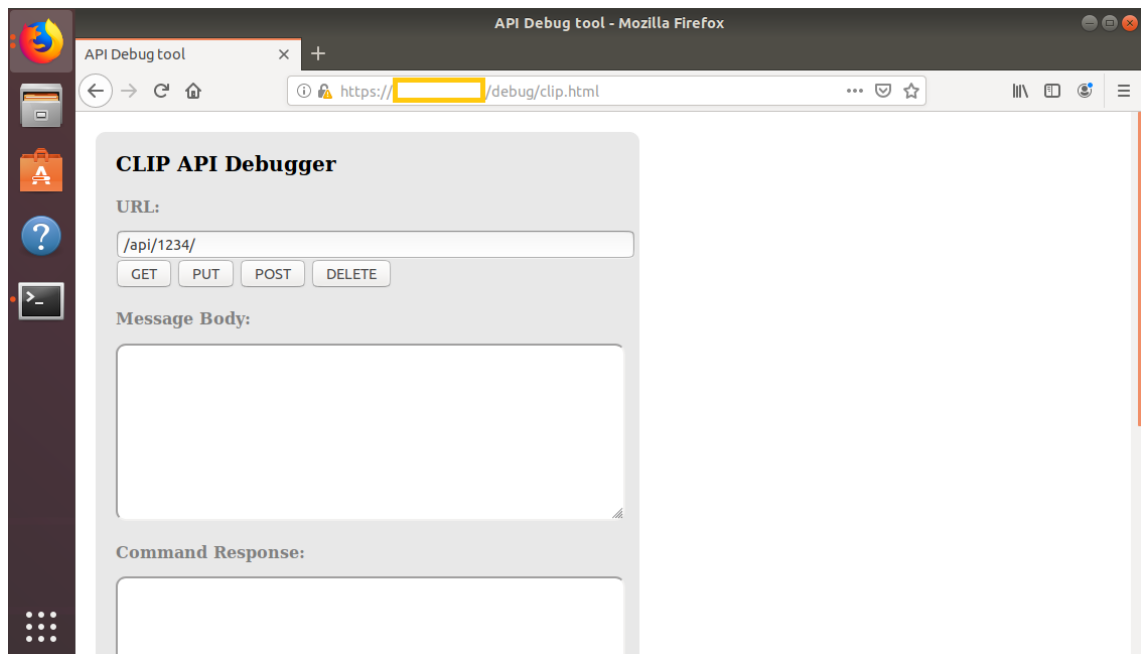 API Debug tool - Mozilla Firefox
API Debug tool
https:// /debug/clip.html
CLIP API Debugger
URL:
/api/1234/
GET PUT POST DELETE
Message Body:
Command Response: